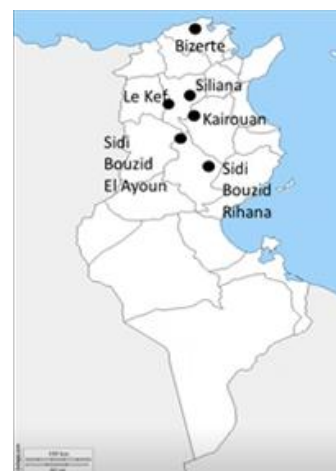 Bizerte
Siliana
Le Kef
Kairouan
Sidi
Bouzid
El Ayoun
Sidi
Bouzid
Rihana